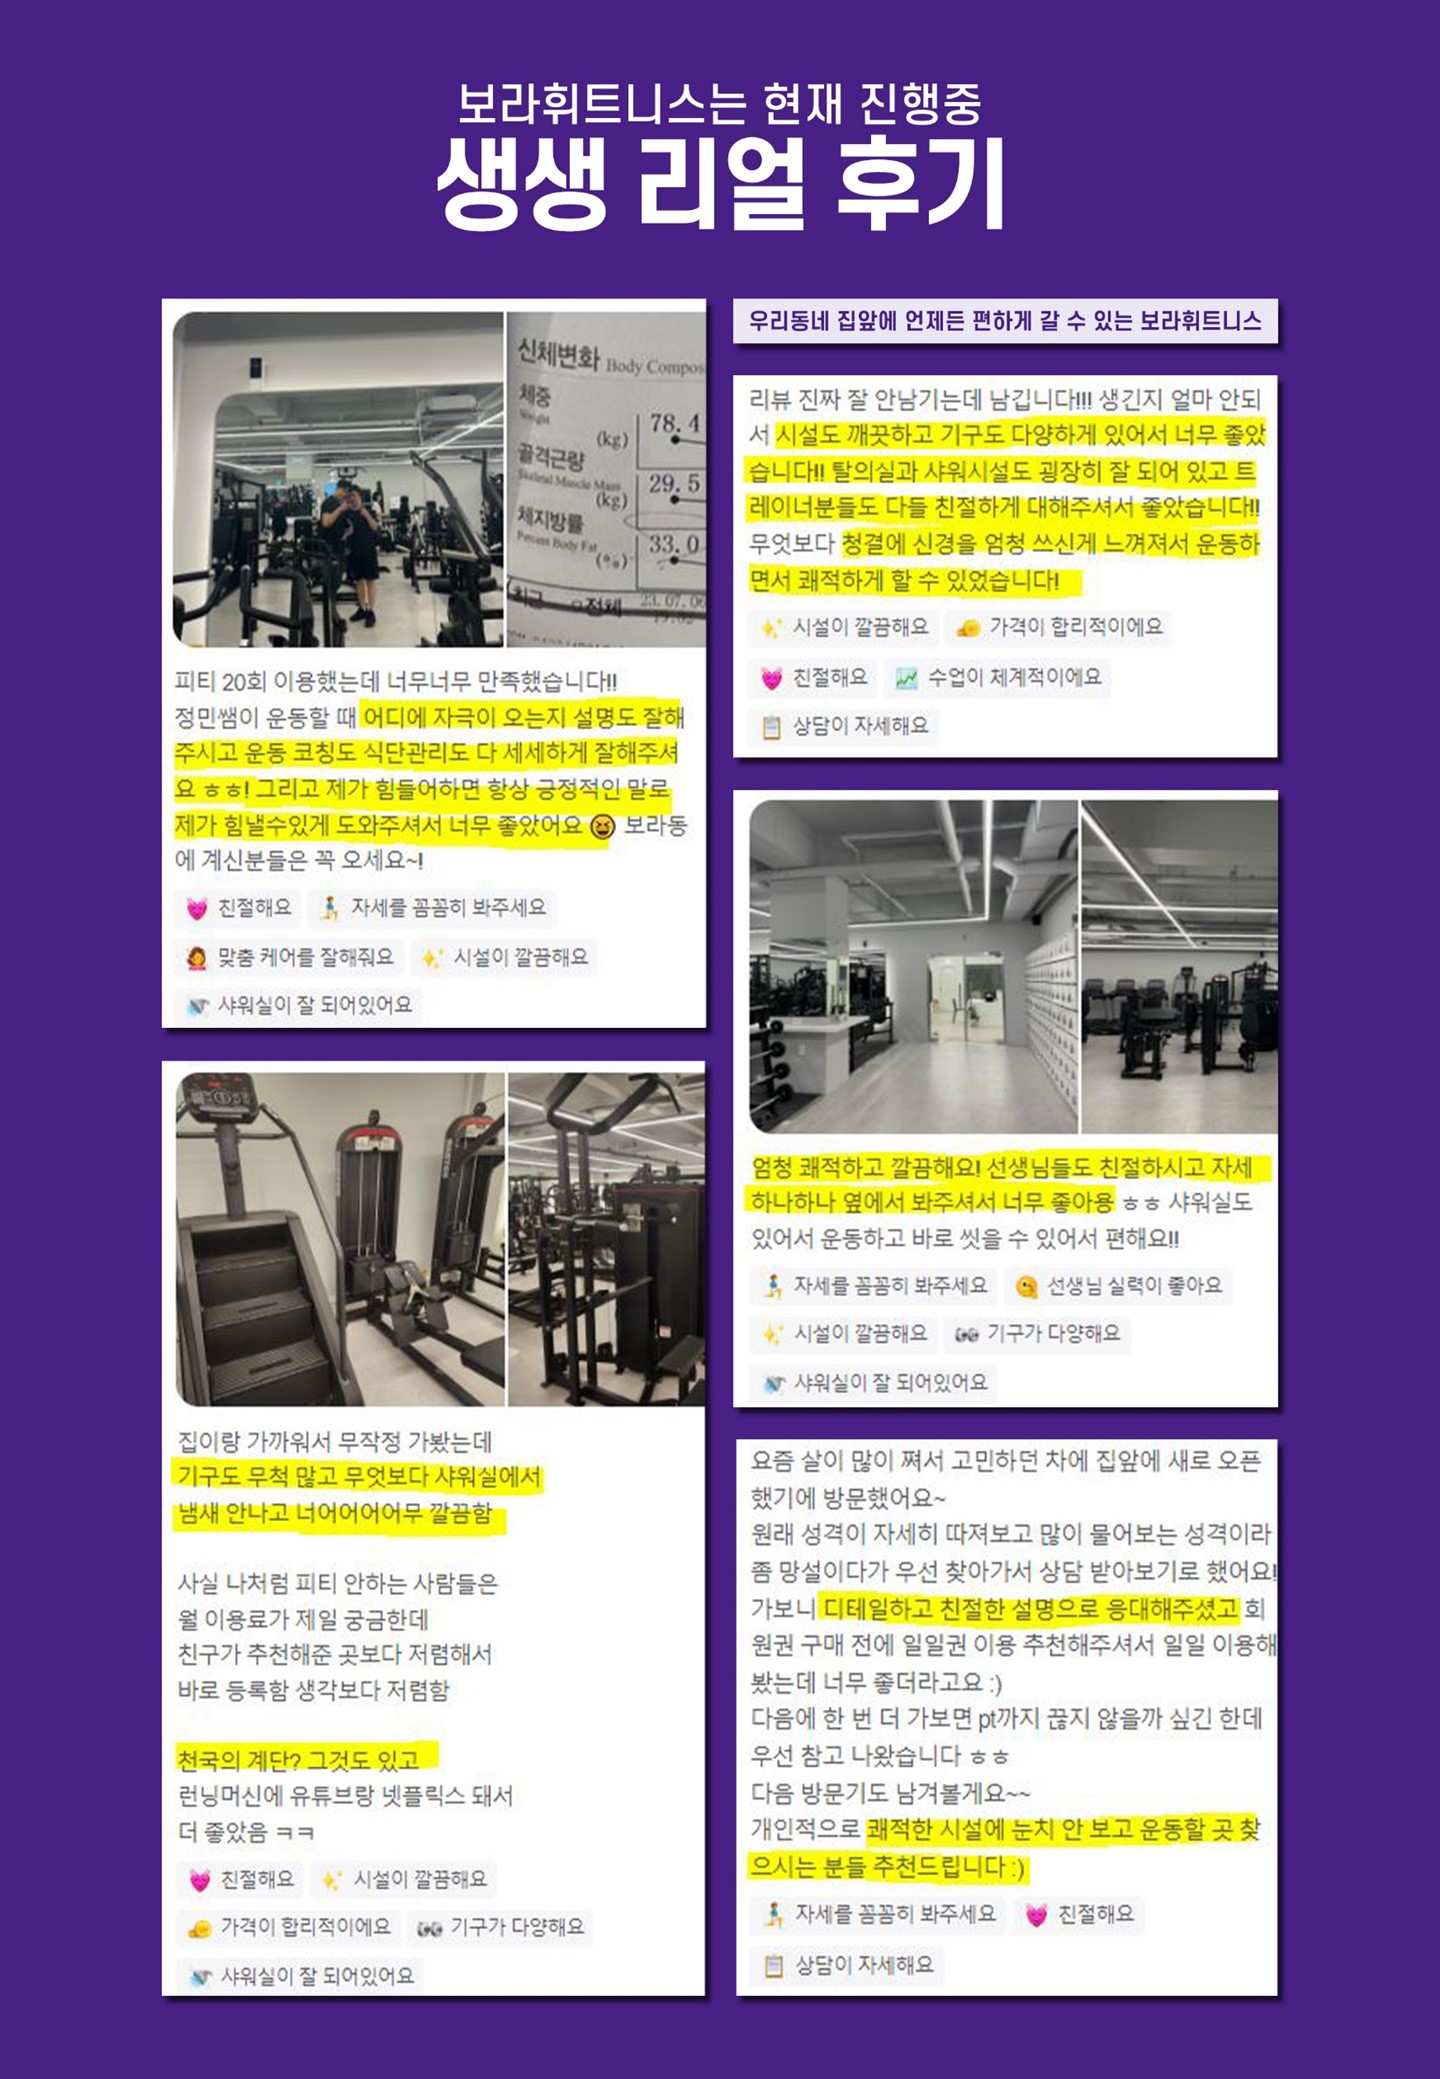 보라휘트니스는 현재 진행중
생생 리얼 후기
신체변화 Body Compos
체중
Weight
(kg)
78.4
골격근량
Skeletal Muscle Mass
(kg)
29.5
체지방률
Percent Body Fat
(%)
33.0
최근 전체
23.07.06
피티 20회 이용했는데 너무너무 만족했습니다!!
정민쌤이 운동할 때 어디에 자극이 오는지 설명도 잘해
주시고 운동 코칭도 식단관리도 다 세세하게 잘해주셔
요 ㅎㅎ! 그리고 제가 힘들어하면 항상 긍정적인 말로
제가 힘낼수있게 도와주셔서 너무 좋았어요 😆 보라동
에 계신분들은 꼭 오세요~!
친절해요 자세를 꼼꼼히 봐주세요
맞춤 케어를 잘해줘요 시설이 깔끔해요
샤워실이 잘 되어있어요
집이랑 가까워서 무작정 가봤는데
기구도 무척 많고 무엇보다 샤워실에서
냄새 안나고 너어어어어무 깔끔함
사실 나처럼 피티 안하는 사람들은
월 이용료가 제일 궁금한데
친구가 추천해준 곳보다 저렴해서
바로 등록함 생각보다 저렴함
천국의 계단? 그것도 있고
런닝머신에 유튜브랑 넷플릭스 돼서
더 좋았음 ㅋㅋ
친절해요 시설이 깔끔해요
가격이 합리적이에요 기구가 다양해요
샤워실이 잘 되어있어요
우리동네 집앞에 언제든 편하게 갈 수 있는 보라휘트니스
리뷰 진짜 잘 안남기는데 남깁니다!!! 생긴지 얼마 안되
서 시설도 깨끗하고 기구도 다양하게 있어서 너무 좋았
습니다!! 탈의실과 샤워시설도 굉장히 잘 되어 있고 트
레이너분들도 다들 친절하게 대해주셔서 좋았습니다!!
무엇보다 청결에 신경을 엄청 쓰신게 느껴져서 운동하
면서 쾌적하게 할 수 있었습니다!
시설이 깔끔해요 가격이 합리적이에요
친절해요 수업이 체계적이에요
상담이 자세해요
엄청 쾌적하고 깔끔해요! 선생님들도 친절하시고 자세
하나하나 옆에서 봐주셔서 너무 좋아용 ㅎㅎ 샤워실도
있어서 운동하고 바로 씻을 수 있어서 편해요!!
자세를 꼼꼼히 봐주세요 선생님 실력이 좋아요
시설이 깔끔해요 기구가 다양해요
샤워실이 잘 되어있어요
요즘 살이 많이 쪄서 고민하던 차에 집앞에 새로 오픈
했기에 방문했어요~
원래 성격이 자세히 따져보고 많이 물어보는 성격이라
좀 망설이다가 우선 찾아가서 상담 받아보기로 했어요!
가보니 디테일하고 친절한 설명으로 응대해주셨고 회
원권 구매 전에 일일권 이용 추천해주셔서 일일 이용해
봤는데 너무 좋더라고요 :)
다음에 한 번 더 가보면 pt까지 끊지 않을까 싶긴 한데
우선 참고 나왔습니다 ㅎㅎ
다음 방문기도 남겨볼게요~~
개인적으로 쾌적한 시설에 눈치 안 보고 운동할 곳 찾
으시는 분들 추천드립니다 :)
자세를 꼼꼼히 봐주세요 친절해요
상담이 자세해요